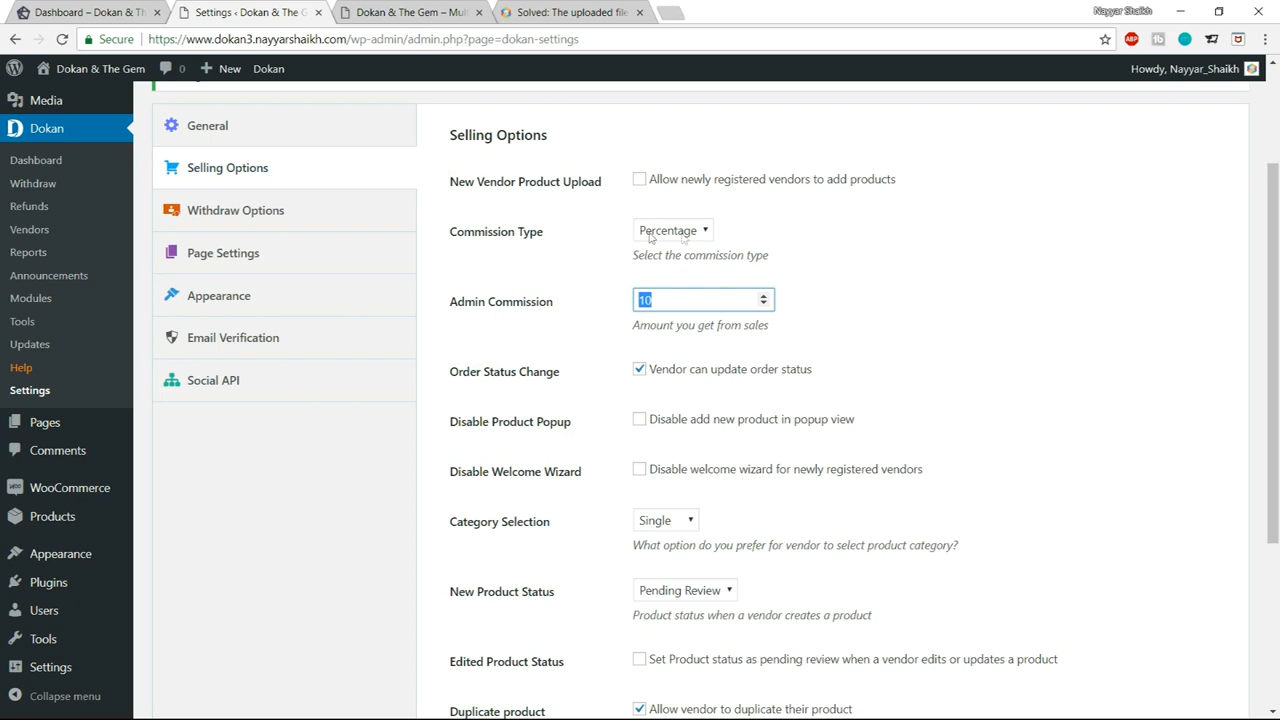 Dashboard – Dokan & Th
Settings ‹ Dokan & The G
Dokan & The Gem – Mul
Solved: The uploaded file
Nayyar Shaikh
Secure
https://www.dokan3.nayyarshaikh.com/wp-admin/admin.php?page=dokan-settings
ABP
Dokan & The Gem
0
New
Dokan
Howdy, Nayyar_Shaikh
Media
Dokan
Dashboard
Withdraw
Refunds
Vendors
Reports
Announcements
Modules
Tools
Updates
Help
Settings
Pages
Comments
WooCommerce
Products
Appearance
Plugins
Users
Tools
Settings
Collapse menu
General
Selling Options
Withdraw Options
Page Settings
Appearance
Email Verification
Social API
Selling Options
New Vendor Product Upload
Allow newly registered vendors to add products
Commission Type
Percentage
Select the commission type
Admin Commission
10
Amount you get from sales
Order Status Change
Vendor can update order status
Disable Product Popup
Disable add new product in popup view
Disable Welcome Wizard
Disable welcome wizard for newly registered vendors
Category Selection
Single
What option do you prefer for vendor to select product category?
New Product Status
Pending Review
Product status when a vendor creates a product
Edited Product Status
Set Product status as pending review when a vendor edits or updates a product
Duplicate product
Allow vendor to duplicate their product